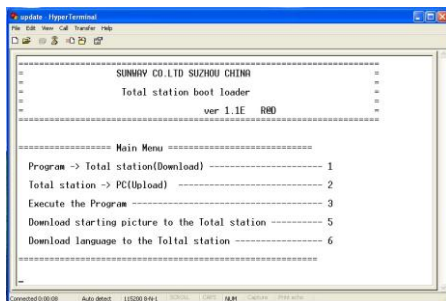 update - HyperTerminal
File Edit View Call Transfer Help
=======================================================
= SUNWAY CO.LTD SUZHOU CHINA =
= =
= Total station boot loader =
= =
= ver 1.1E R@D =
=======================================================
================= Main Menu ==========================
Program -> Total station(Download) ---------------------- 1
Total station -> PC(Upload) ------------------------- 2
Execute the Program ---------------------------------- 3
Download starting picture to the Total station ---------- 5
Download language to the Toltal station --------------- 6
=======================================================
Connected 0:00:08 Auto detect 115200 8-N-1 SCROLL CAPS NUM Capture Print echo